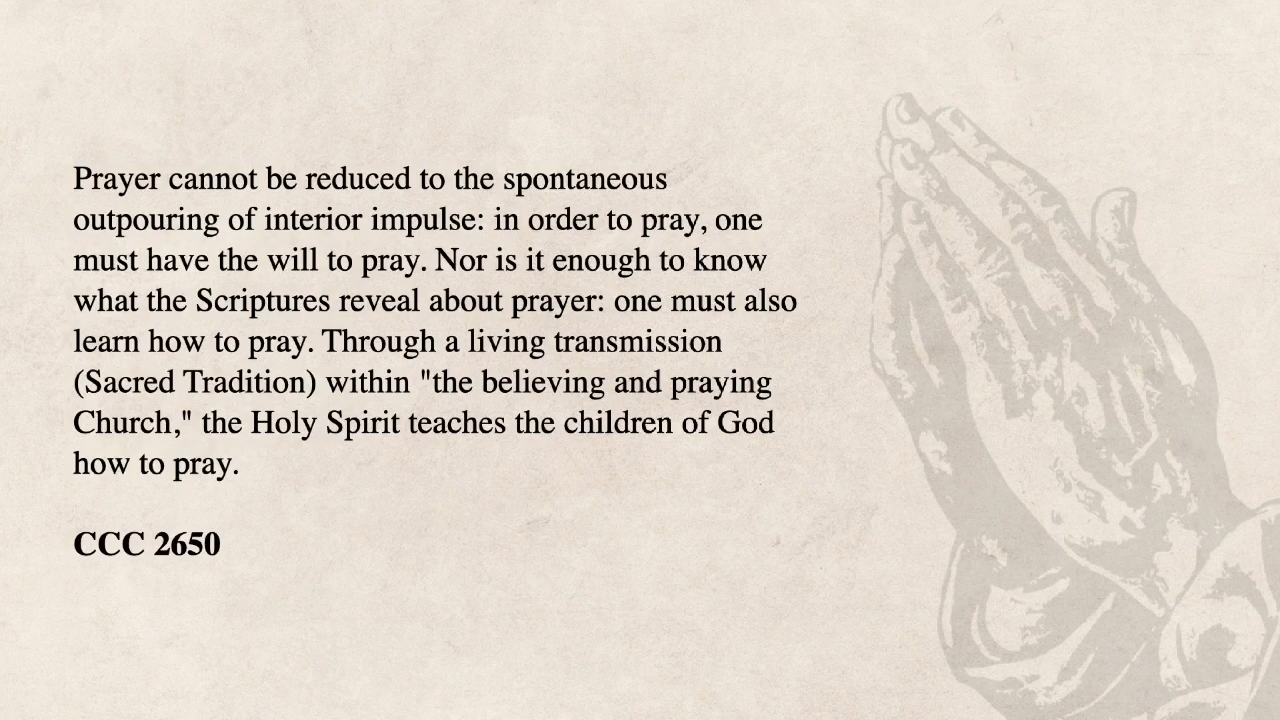 Prayer cannot be reduced to the spontaneous
outpouring of interior impulse: in order to pray, one
must have the will to pray. Nor is it enough to know
what the Scriptures reveal about prayer: one must also
learn how to pray. Through a living transmission
(Sacred Tradition) within "the believing and praying
Church," the Holy Spirit teaches the children of God
how to pray.
CCC 2650